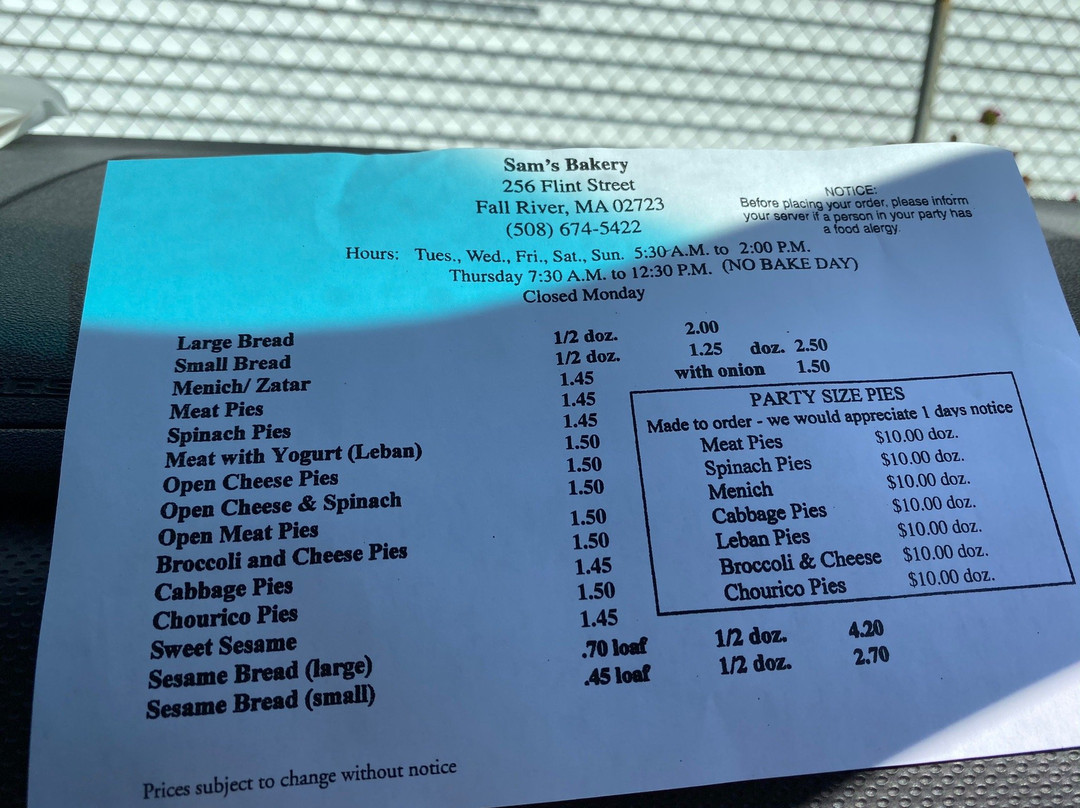 Sam's Bakery
256 Flint Street
Fall River, MA 02723
(508) 674-5422
NOTICE:
Before placing your order, please inform
your server if a person in your party has
a food alergy.
Hours: Tues., Wed., Fri., Sat., Sun. 5:30 A.M. to 2:00 P.M.
Thursday 7:30 A.M. to 12:30 P.M. (NO BAKE DAY)
Closed Monday
Large Bread 1/2 doz. 2.00
Small Bread 1/2 doz. 1.25 doz. 2.50
Menich/ Zatar 1.45 with onion 1.50
Meat Pies 1.45
Spinach Pies 1.45
Meat with Yogurt (Leban) 1.50
Open Cheese Pies 1.50
Open Cheese & Spinach 1.50
Open Meat Pies 1.50
Broccoli and Cheese Pies 1.50
Cabbage Pies 1.45
Chourico Pies 1.50
Sweet Sesame 1.45
Sesame Bread (large) .70 loaf 1/2 doz. 4.20
Sesame Bread (small) .45 loaf 1/2 doz. 2.70
PARTY SIZE PIES
Made to order - we would appreciate 1 days notice
Meat Pies $10.00 doz.
Spinach Pies $10.00 doz.
Menich $10.00 doz.
Cabbage Pies $10.00 doz.
Leban Pies $10.00 doz.
Broccoli & Cheese $10.00 doz.
Chourico Pies $10.00 doz.
Prices subject to change without notice